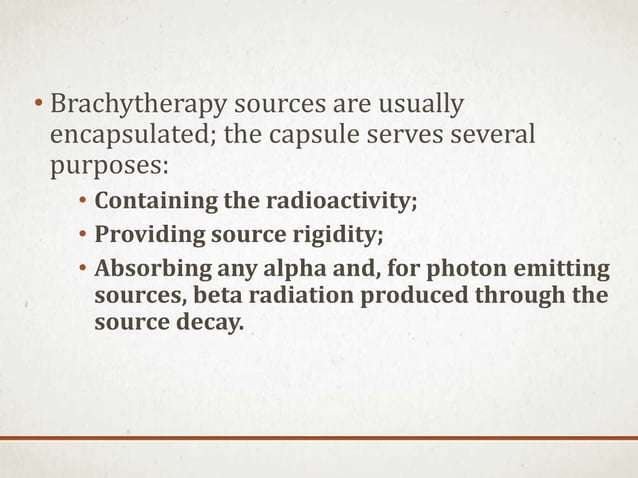 • Brachytherapy sources are usually
encapsulated; the capsule serves several
purposes:
• Containing the radioactivity;
• Providing source rigidity;
• Absorbing any alpha and, for photon emitting
sources, beta radiation produced through the
source decay.